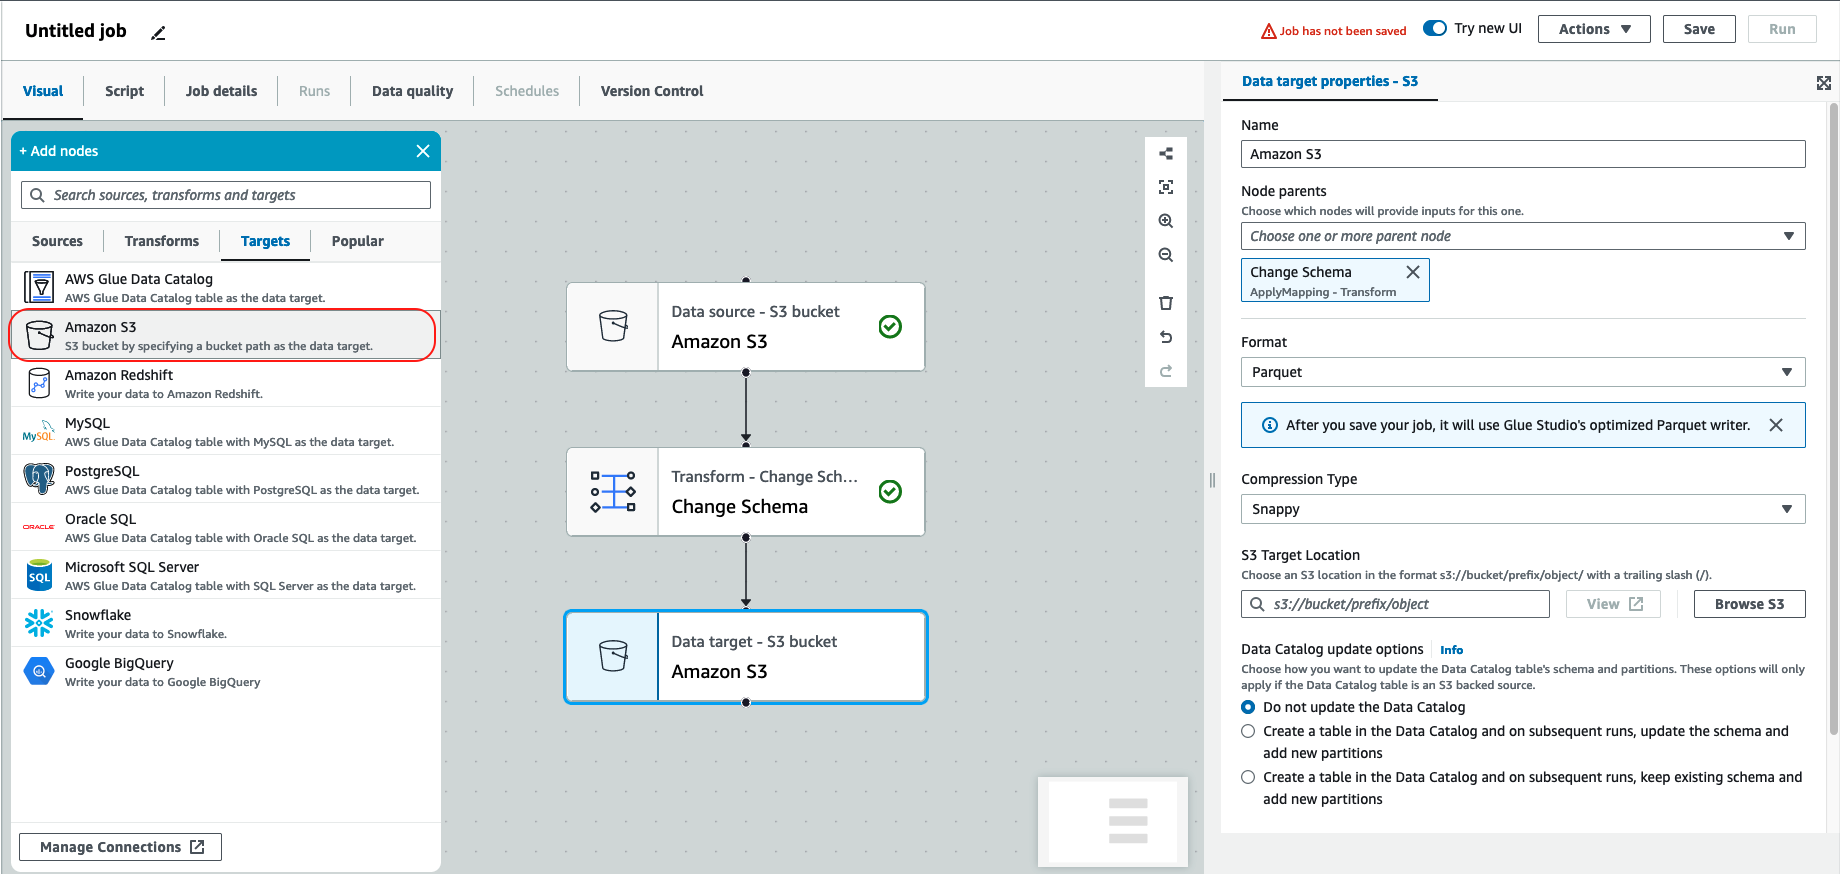 Untitled job
Job has not been saved
Try new UI
Actions
Save
Run
Visual
Script
Job details
Runs
Data quality
Schedules
Version Control
+ Add nodes
Search sources, transforms and targets
Sources
Transforms
Targets
Popular
AWS Glue Data Catalog
AWS Glue Data Catalog table as the data target.
Amazon S3
S3 bucket by specifying a bucket path as the data target.
Amazon Redshift
Write your data to Amazon Redshift.
MySQL
MySQL
AWS Glue Data Catalog table with MySQL as the data target.
PostgreSQL
AWS Glue Data Catalog table with PostgreSQL as the data target.
ORACLE
Oracle SQL
AWS Glue Data Catalog table with Oracle SQL as the data target.
SQL
Microsoft SQL Server
AWS Glue Data Catalog table with SQL Server as the data target.
Snowflake
Write your data to Snowflake.
Google BigQuery
Write your data to Google BigQuery
Manage Connections
Data source - S3 bucket
Amazon S3
Transform - Change Sch...
Change Schema
Data target - S3 bucket
Amazon S3
Data target properties - S3
Name
Amazon S3
Node parents
Choose which nodes will provide inputs for this one.
Choose one or more parent node
Change Schema
ApplyMapping - Transform
Format
Parquet
After you save your job, it will use Glue Studio's optimized Parquet writer.
Compression Type
Snappy
S3 Target Location
Choose an S3 location in the format s3://bucket/prefix/object/ with a trailing slash (/).
s3://bucket/prefix/object
View
Browse S3
Data Catalog update options
Info
Choose how you want to update the Data Catalog table's schema and partitions. These options will only
apply if the Data Catalog table is an S3 backed source.
Do not update the Data Catalog
Create a table in the Data Catalog and on subsequent runs, update the schema and
add new partitions
Create a table in the Data Catalog and on subsequent runs, keep existing schema and
add new partitions